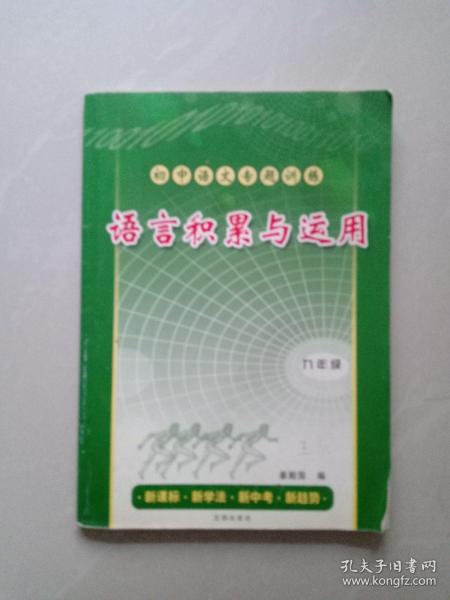 初中语文专题训练
语言积累与运用
九年级
编
·新课标·新学法·新中考·新趋势·
孔夫子旧书网
www.kongfz.com